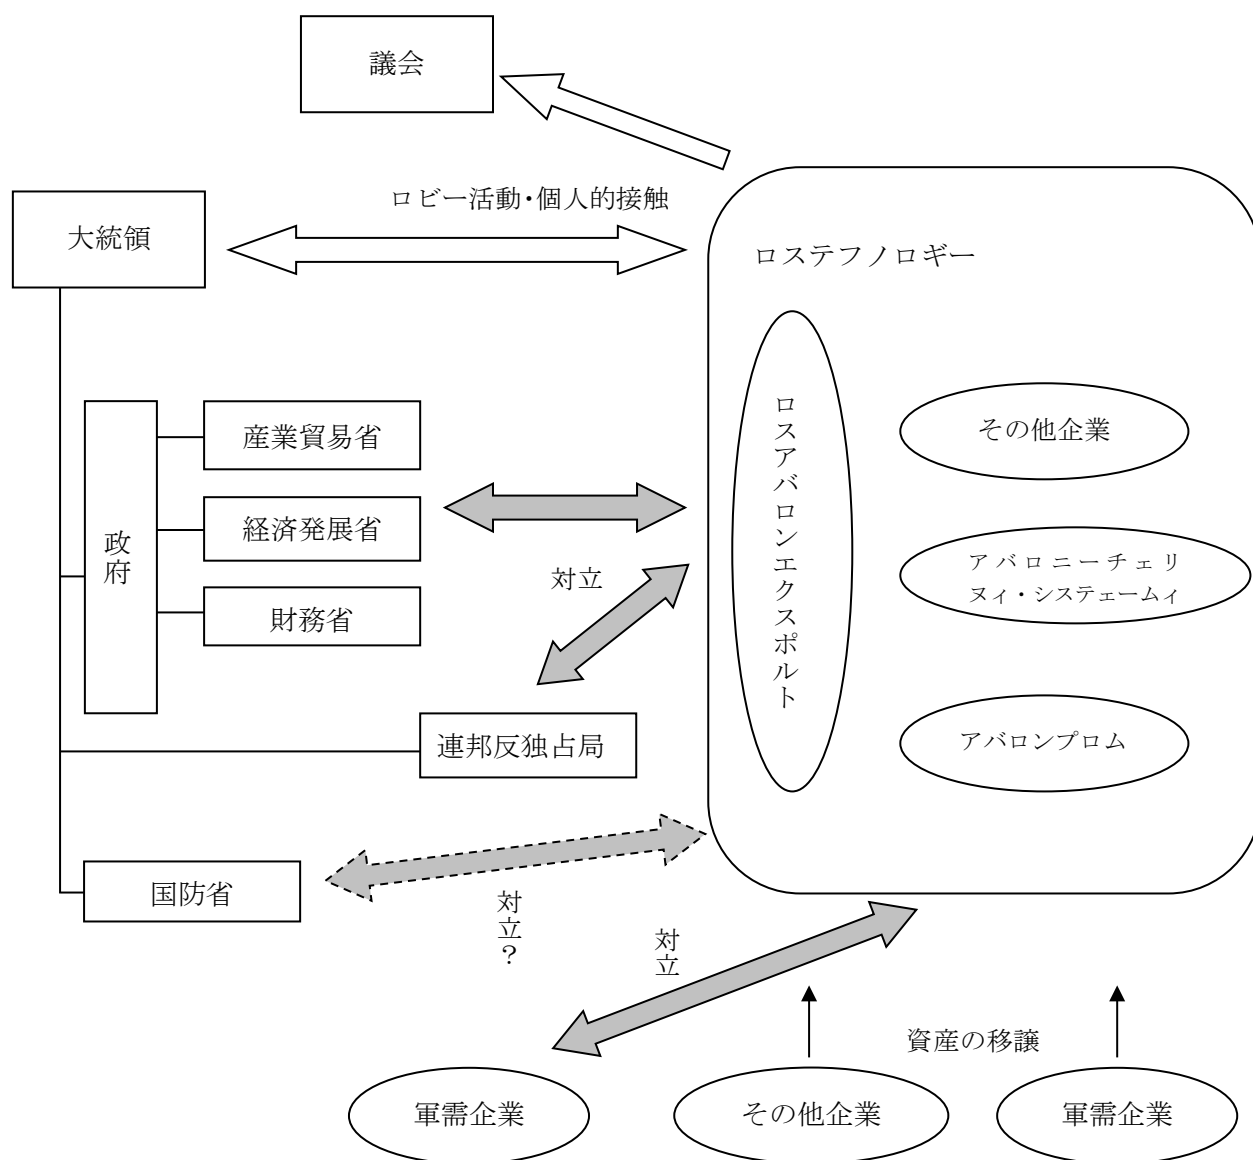 議会
ロビー活動・個人的接触
大統領
ロステフノロギー
産業貿易省
経済発展省
財務省
政府
対立
連邦反独占局
国防省
対立?
対立
ロスアバロンエクスポルト
その他企業
アバロニーチェリ
ヌィ・システェームィ
アバロンプロム
資産の移譲
軍需企業
その他企業
軍需企業